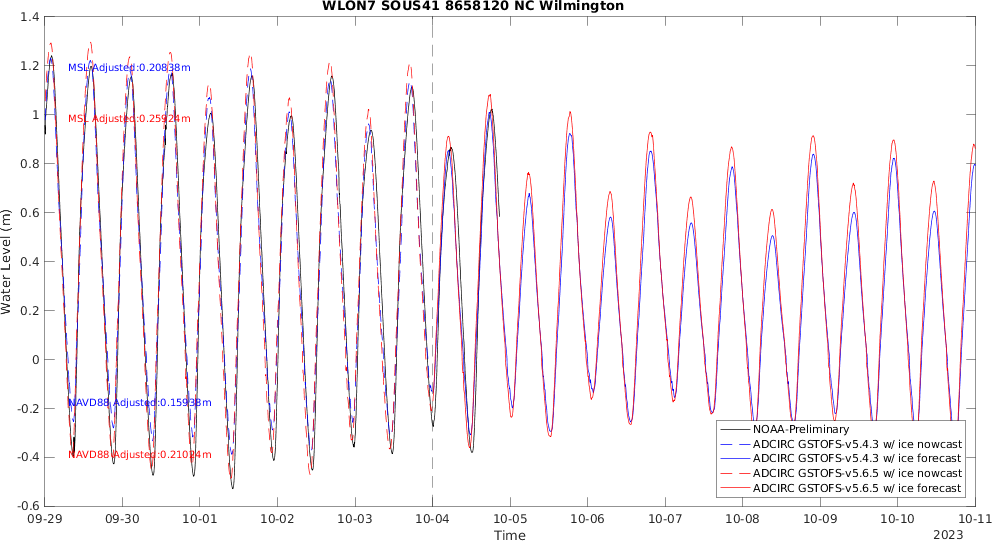 WLON7 SOUS41 8658120 NC Wilmington
1.4
1.2
1
0.8
0.6
0.4
0.2
0
-0.2
-0.4
-0.6
Water Level (m)
MSL Adjusted:0.20838m
MSL Adjusted:0.25924m
NAVD88 Adjusted:0.15938m
NAVD88 Adjusted:0.21024m
NOAA-Preliminary
ADCIRC GSTOFS-v5.4.3 w/ ice nowcast
ADCIRC GSTOFS-v5.4.3 w/ ice forecast
ADCIRC GSTOFS-v5.6.5 w/ ice nowcast
ADCIRC GSTOFS-v5.6.5 w/ ice forecast
09-29 09-30 10-01 10-02 10-03 10-04 10-05 10-06 10-07 10-08 10-09 10-10 10-11
Time
2023